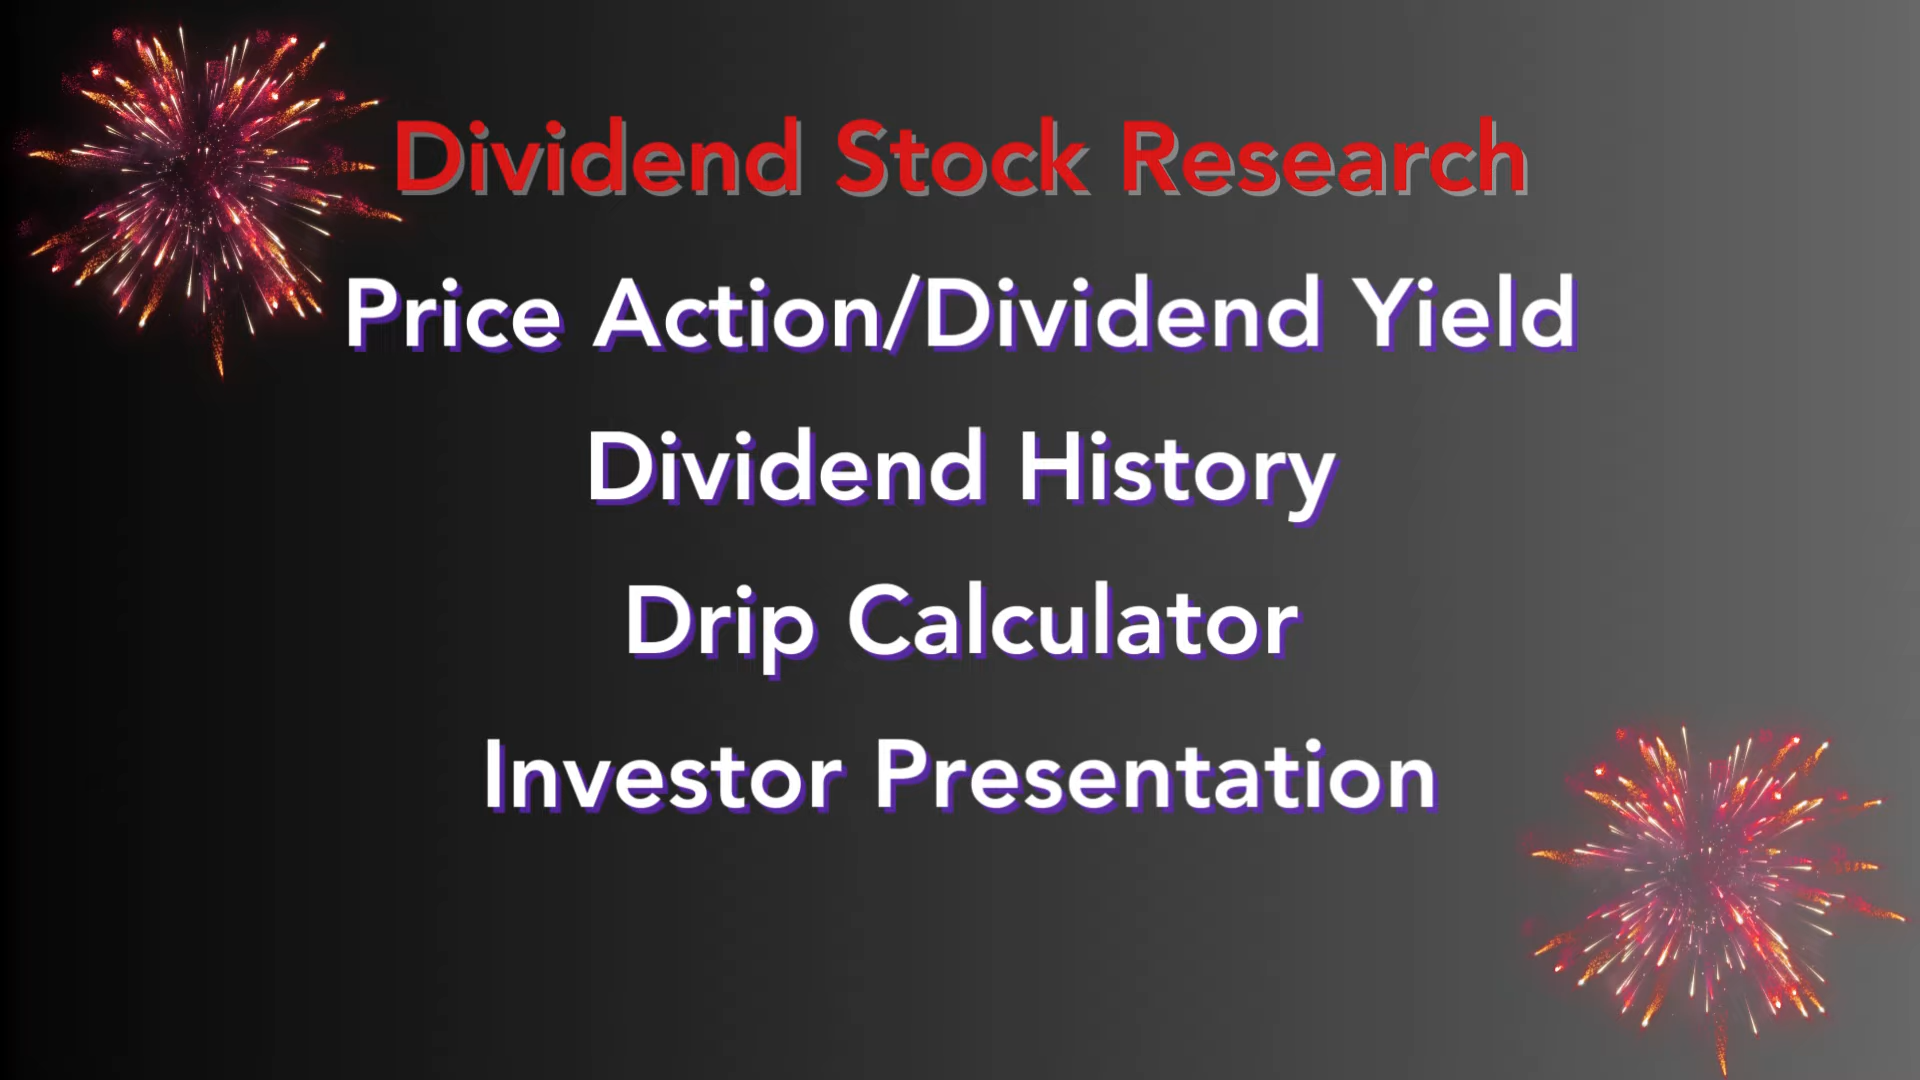 Dividend Stock Research
Price Action/Dividend Yield
Dividend History
Drip Calculator
Investor Presentation